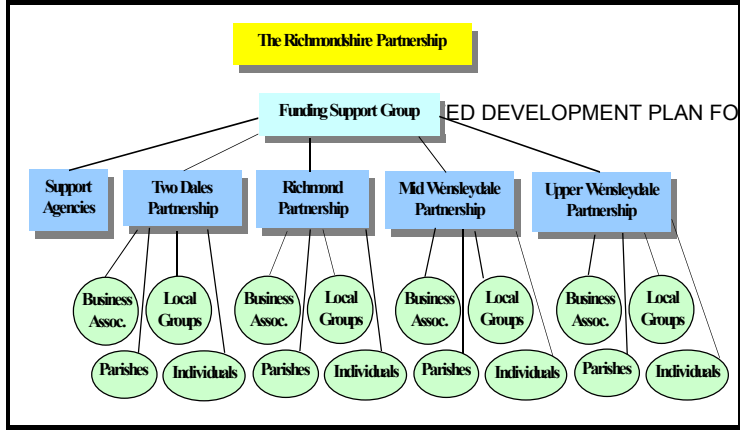 The Richmondshire Partnership
Funding Support Group
ED DEVELOPMENT PLAN FO
Support
Agencies
Two Dales
Partnership
Richmond
Partnership
Mid Wensleydale
Partnership
Upper Wensleydale
Partnership
Business
Assoc.
Local
Groups
Business
Assoc.
Local
Groups
Business
Assoc.
Local
Groups
Business
Assoc.
Local
Groups
Parishes
Individuals
Parishes
Individuals
Parishes
Individuals
Parishes
Individuals